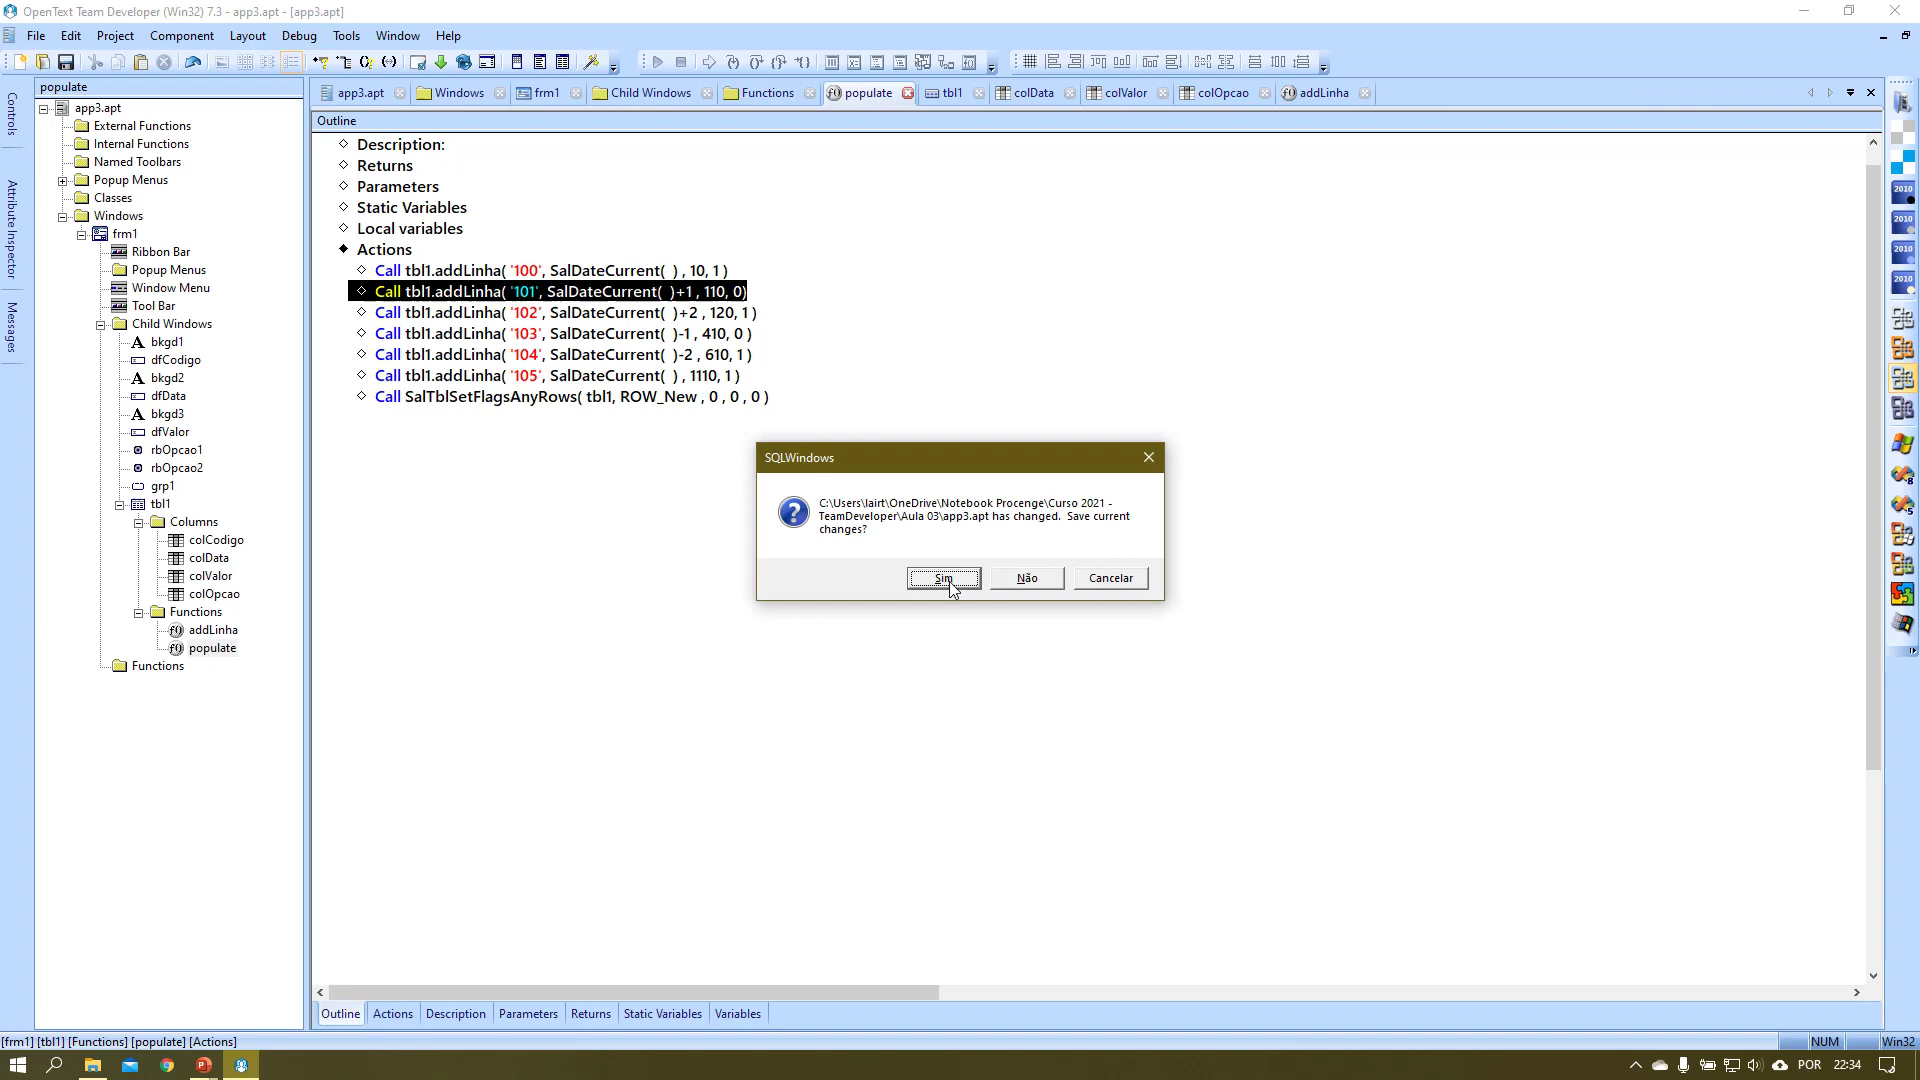 OpenText Team Developer (Win32) 7.3 - app3.apt - [app3.apt]
File Edit Project Component Layout Debug Tools Window Help
populate
app3.apt Windows frm1 Child Windows Functions populate tbl1 colData colValor colOpcao addLinha
Controls
Attribute Inspector
Messages
app3.apt
External Functions
Internal Functions
Named Toolbars
Popup Menus
Classes
Windows
frm1
Ribbon Bar
Popup Menus
Window Menu
Tool Bar
Child Windows
bkgd1
dfCodigo
bkgd2
dfData
bkgd3
dfValor
rbOpcao1
rbOpcao2
grp1
tbl1
Columns
colCodigo
colData
colValor
colOpcao
Functions
addLinha
populate
Functions
Outline
Description:
Returns
Parameters
Static Variables
Local variables
Actions
Call tbl1.addLinha( '100', SalDateCurrent( ) , 10, 1 )
Call tbl1.addLinha( '101', SalDateCurrent( )+1 , 110, 0)
Call tbl1.addLinha( '102', SalDateCurrent( )+2 , 120, 1 )
Call tbl1.addLinha( '103', SalDateCurrent( )-1 , 410, 0 )
Call tbl1.addLinha( '104', SalDateCurrent( )-2 , 610, 1 )
Call tbl1.addLinha( '105', SalDateCurrent( ) , 1110, 1 )
Call SalTblSetFlagsAnyRows( tbl1, ROW_New , 0 , 0 , 0 )
SQLWindows
C:\Users\lairt\OneDrive\Notebook Procenge\Curso 2021 -
TeamDeveloper\Aula 03\app3.apt has changed. Save current
changes?
Sim Não Cancelar
2010
2010
2010
2010
Outline Actions Description Parameters Returns Static Variables Variables
[frm1] [tbl1] [Functions] [populate] [Actions]
NUM Win32
POR 22:34